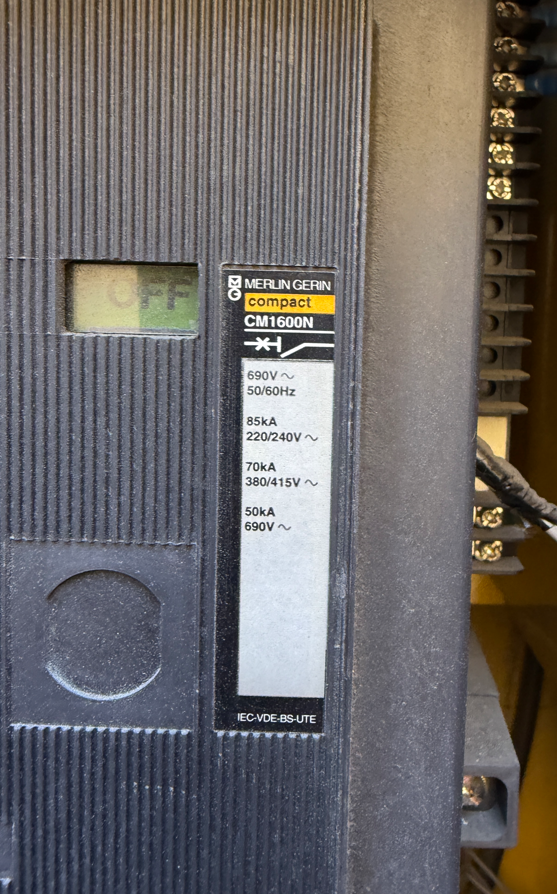 OFF
MERLIN GERIN
compact
CM1600N
690V ~
50/60Hz
85kA
220/240V ~
70kA
380/415V ~
50kA
690V ~
IEC-VDE-BS-UTE